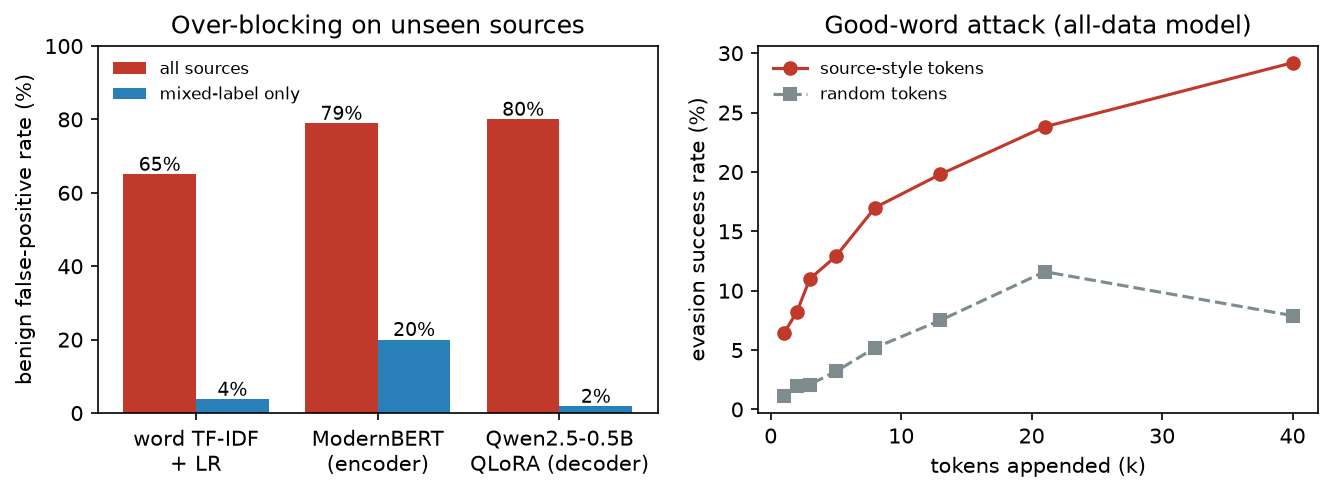 Over-blocking on unseen sources
benign false-positive rate (%)
100
80
60
40
20
0
all sources
mixed-label only
65%
4%
79%
20%
80%
2%
word TF-IDF
+ LR
ModernBERT
(encoder)
Qwen2.5-0.5B
QLoRA (decoder)
Good-word attack (all-data model)
evasion success rate (%)
30
25
20
15
10
5
0
source-style tokens
random tokens
0
10
20
30
40
tokens appended (k)